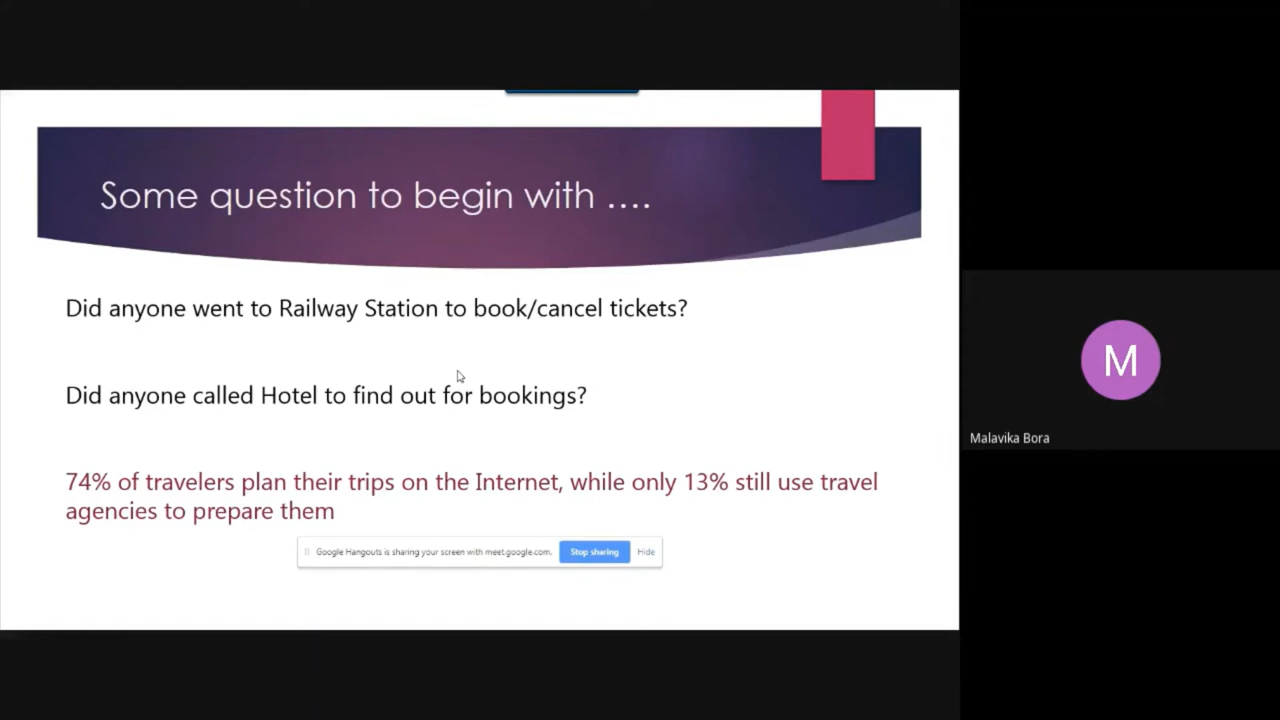 Some question to begin with ....
Did anyone went to Railway Station to book/cancel tickets?
Did anyone called Hotel to find out for bookings?
74% of travelers plan their trips on the Internet, while only 13% still use travel
agencies to prepare them
Google Hangouts is sharing your screen with meet.google.com. Stop sharing Hide
M
Malavika Bora